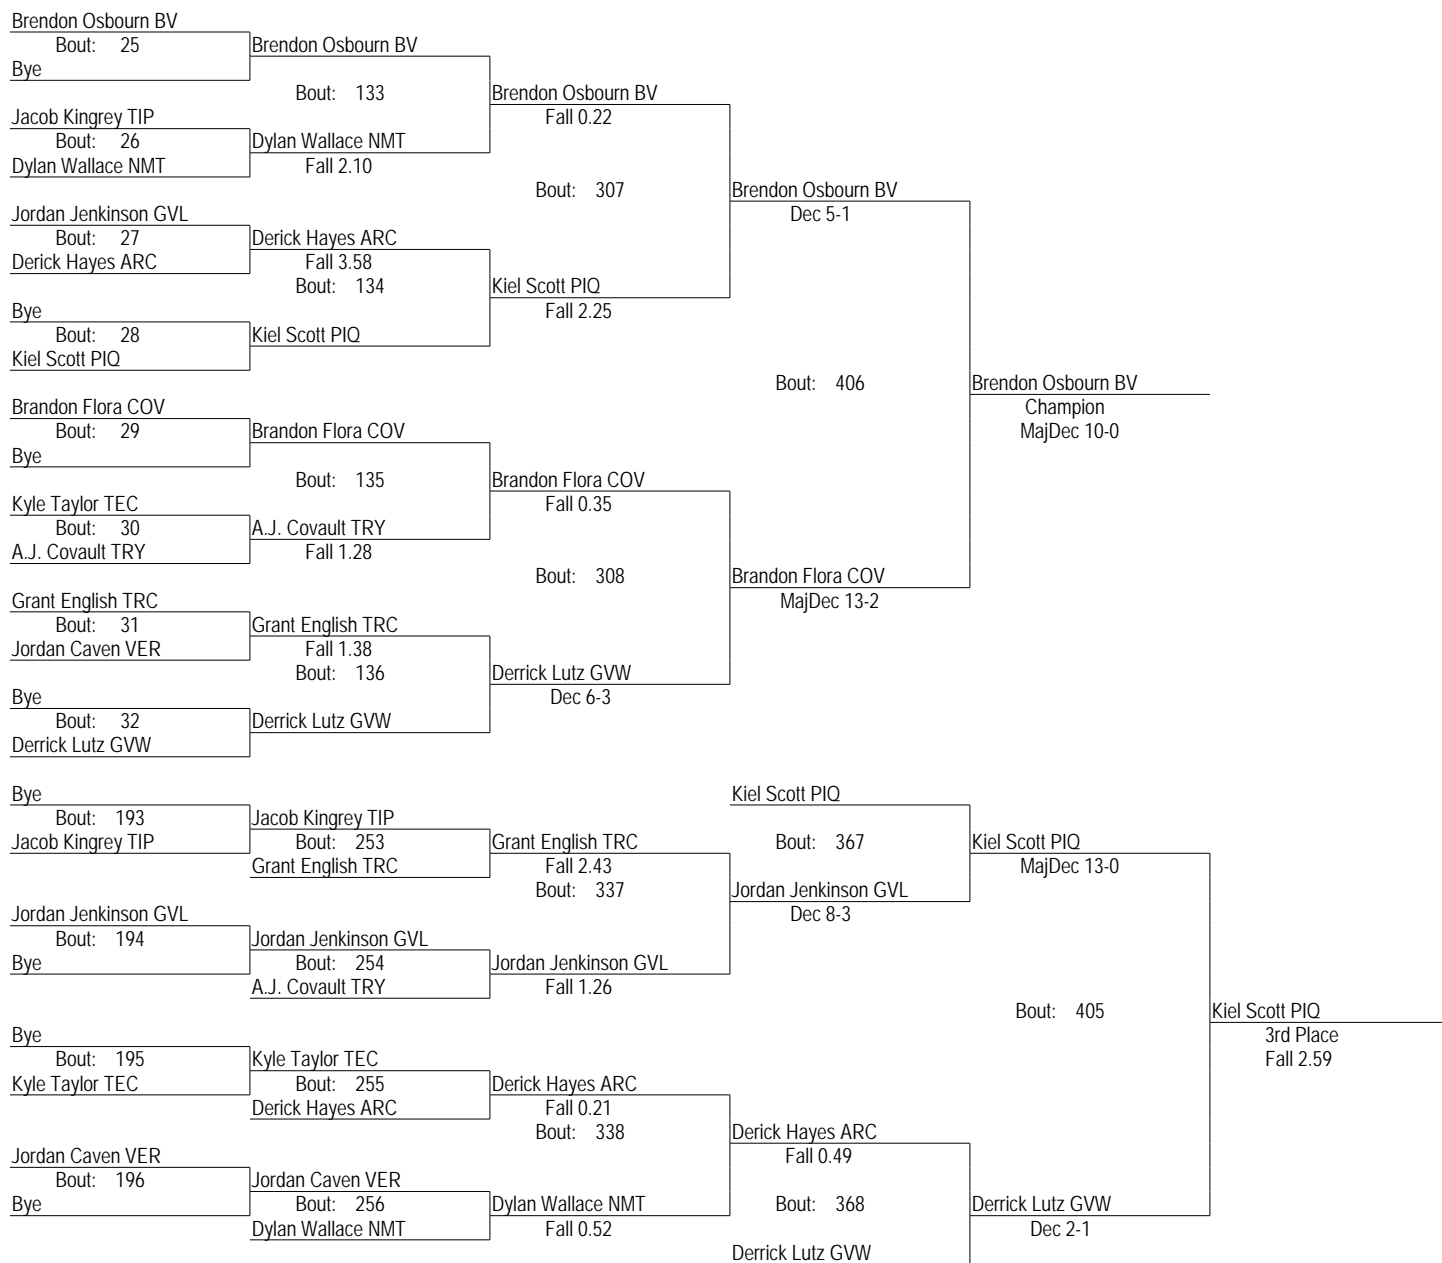 Brendon Osbourn BV
Bout: 25
Brendon Osbourn BV
Bye
Bout: 133
Brendon Osbourn BV
Jacob Kingrey TIP
Fall 0.22
Bout: 26
Dylan Wallace NMT
Dylan Wallace NMT
Fall 2.10
Bout: 307
Brendon Osbourn BV
Jordan Jenkinson GVL
Dec 5-1
Bout: 27
Derick Hayes ARC
Derick Hayes ARC
Fall 3.58
Bout: 134
Kiel Scott PIQ
Bye
Fall 2.25
Bout: 28
Kiel Scott PIQ
Kiel Scott PIQ
Bout: 406
Brendon Osbourn BV
Brandon Flora COV
Champion
Bout: 29
Brandon Flora COV
MajDec 10-0
Bye
Bout: 135
Brandon Flora COV
Kyle Taylor TEC
Fall 0.35
Bout: 30
A.J. Covault TRY
A.J. Covault TRY
Fall 1.28
Bout: 308
Brandon Flora COV
Grant English TRC
MajDec 13-2
Bout: 31
Grant English TRC
Jordan Caven VER
Fall 1.38
Bout: 136
Derrick Lutz GVW
Bye
Dec 6-3
Bout: 32
Derrick Lutz GVW
Derrick Lutz GVW
Bye
Kiel Scott PIQ
Bout: 193
Jacob Kingrey TIP
Jacob Kingrey TIP
Bout: 253
Grant English TRC
Bout: 367
Kiel Scott PIQ
Grant English TRC
Fall 2.43
MajDec 13-0
Bout: 337
Jordan Jenkinson GVL
Jordan Jenkinson GVL
Dec 8-3
Bout: 194
Jordan Jenkinson GVL
Bye
Bout: 254
Jordan Jenkinson GVL
A.J. Covault TRY
Fall 1.26
Bout: 405
Kiel Scott PIQ
Bye
3rd Place
Bout: 195
Kyle Taylor TEC
Fall 2.59
Kyle Taylor TEC
Bout: 255
Derick Hayes ARC
Derick Hayes ARC
Fall 0.21
Bout: 338
Derick Hayes ARC
Jordan Caven VER
Fall 0.49
Bout: 196
Jordan Caven VER
Bye
Bout: 256
Dylan Wallace NMT
Bout: 368
Derrick Lutz GVW
Dylan Wallace NMT
Fall 0.52
Dec 2-1
Derrick Lutz GVW